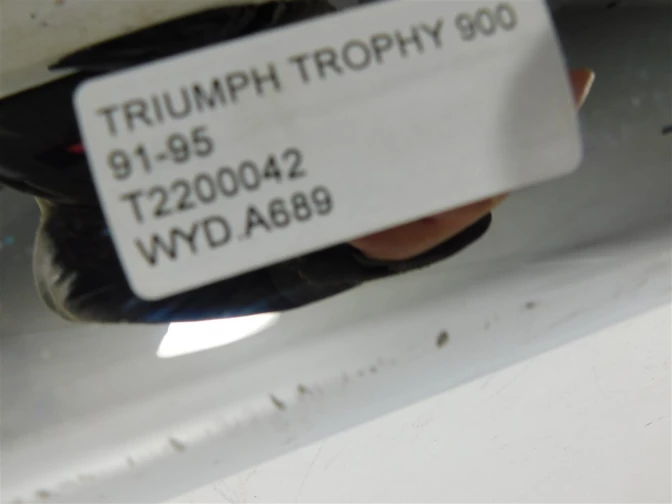 TRIUMPH TROPHY 900
91-95
T2200042
WYD.A689